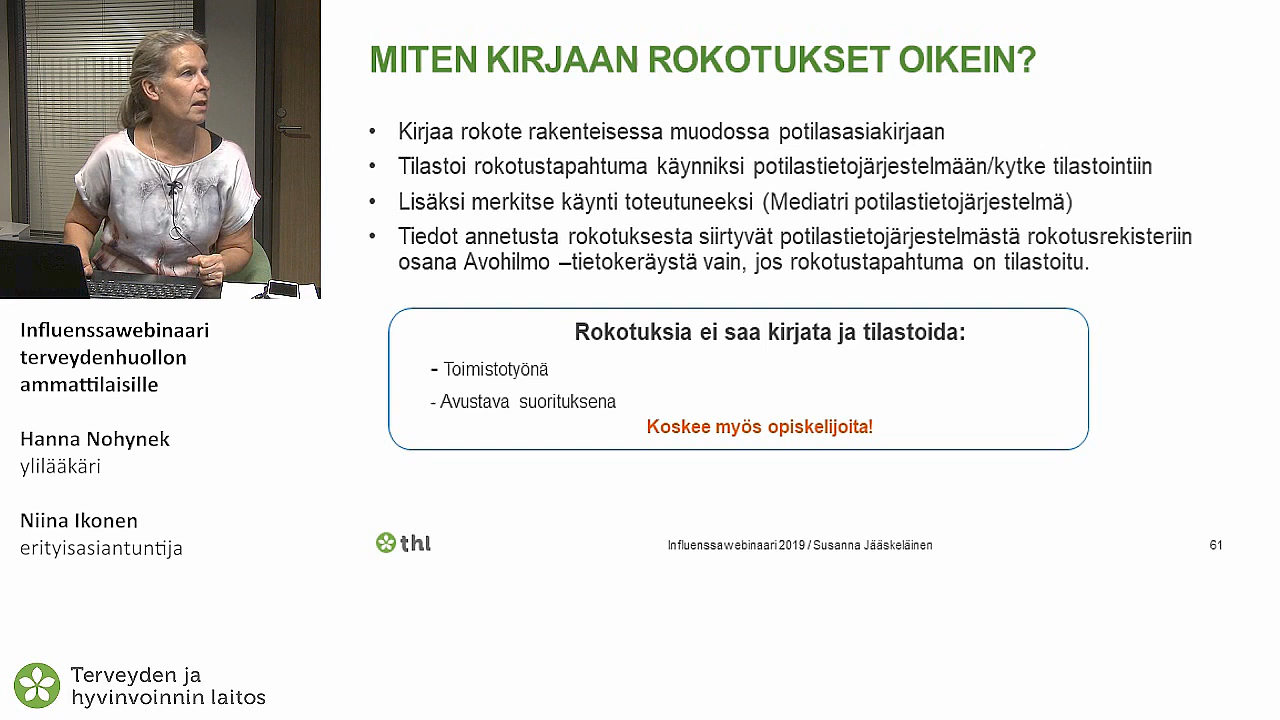 MITEN KIRJAAN ROKOTUKSET OIKEIN?
• Kirjaa rokote rakenteisessa muodossa potilasasiakirjaan
• Tilastoi rokotustapahtuma käynniksi potilastietojärjestelmään/kytke tilastointiin
• Lisäksi merkitse käynti toteutuneeksi (Mediatri potilastietojärjestelmä)
• Tiedot annetusta rokotuksesta siirtyvät potilastietojärjestelmästä rokotusrekisteriin
osana Avohilmo –tietokeräystä vain, jos rokotustapahtuma on tilastoitu.
Rokotuksia ei saa kirjata ja tilastoida:
- Toimistotyönä
- Avustava suorituksena
Koskee myös opiskelijoita!
thl
Influenssawebinaari 2019 / Susanna Jääskeläinen
61
Influenssawebinaari
terveydenhuollon
ammattilaisille
Hanna Nohynek
ylilääkäri
Niina Ikonen
erityisasiantuntija
Terveyden ja
hyvinvoinnin laitos